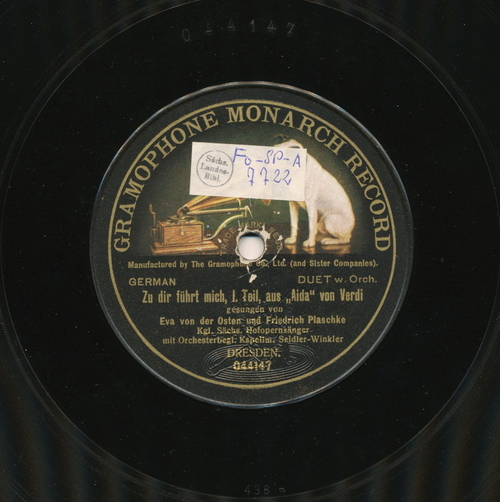 044147
GRAMOPHONE MONARCH RECORD
Sächs.
Landes-
Bibl.
Fo-SP-A
7722
TRADE MARK
Manufactured by The Gramophone Co., Ltd. (and Sister Companies).
GERMAN DUET w. Orch.
Zu dir führt mich, I. Teil, aus „Aida" von Verdi
gesungen von
Eva von der Osten und Friedrich Plaschke
Kgl. Sächs. Hofopernsänger
mit Orchesterbegl. Kapellm. Seidler-Winkler
DRESDEN.
044147